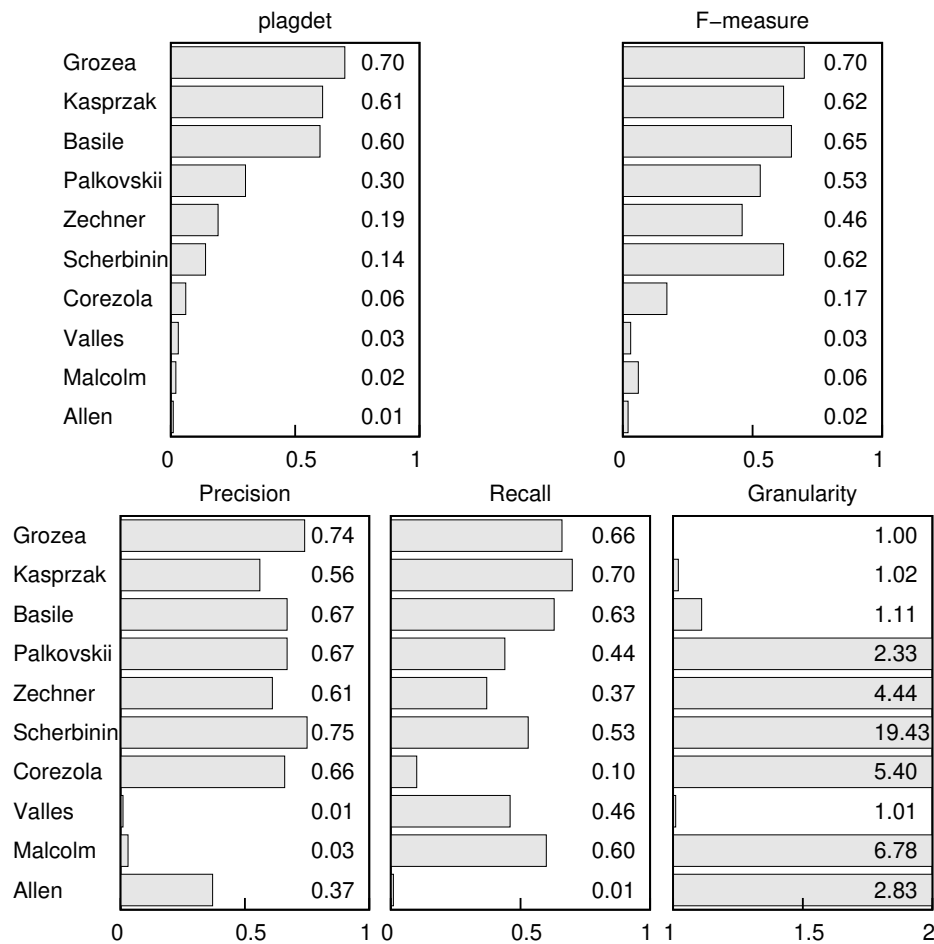 plagdet F−measure
Grozea 0.70 0.70
Kasprzak 0.61 0.62
Basile 0.60 0.65
Palkovskii 0.30 0.53
Zechner 0.19 0.46
Scherbinin 0.14 0.62
Corezola 0.06 0.17
Valles 0.03 0.03
Malcolm 0.02 0.06
Allen 0.01 0.02
0 0.5 1 0 0.5 1
Precision Recall Granularity
Grozea 0.74 0.66 1.00
Kasprzak 0.56 0.70 1.02
Basile 0.67 0.63 1.11
Palkovskii 0.67 0.44 2.33
Zechner 0.61 0.37 4.44
Scherbinin 0.75 0.53 19.43
Corezola 0.66 0.10 5.40
Valles 0.01 0.46 1.01
Malcolm 0.03 0.60 6.78
Allen 0.37 0.01 2.83
0 0.5 1 0 0.5 1 1 1.5 2